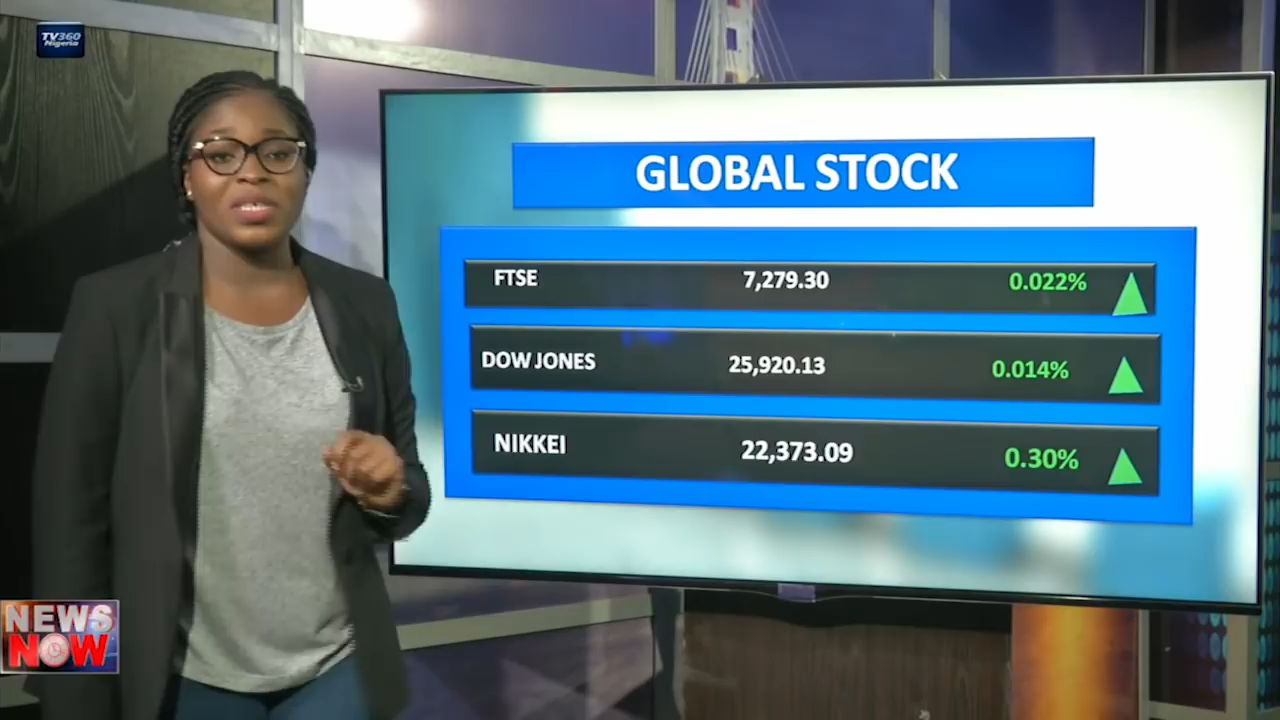 TV360
Nigeria
GLOBAL STOCK
FTSE 7,279.30 0.022%
DOW JONES 25,920.13 0.014%
NIKKEI 22,373.09 0.30%
NEWS
NOW